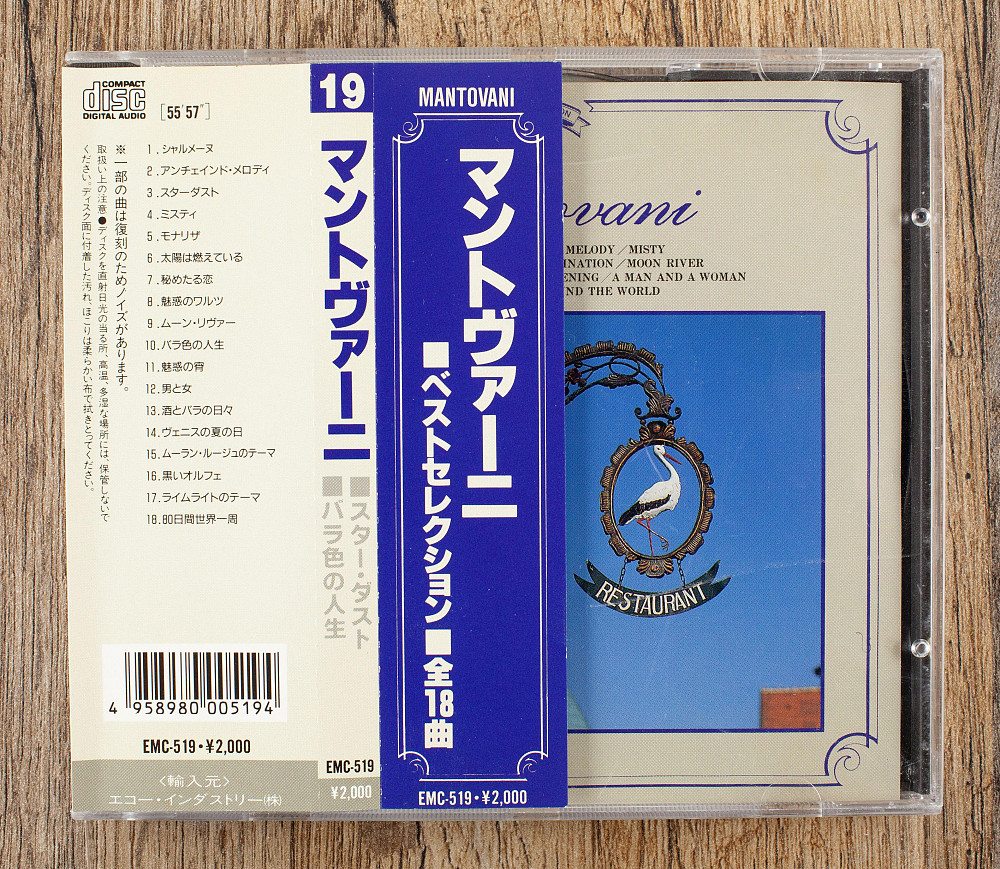 COMPACT
disc
DIGITAL AUDIO
[55′57″]
1.シャルメーヌ
2.アンチェインド・メロディ
3.スターダスト
4.ミスティ
5.モナリザ
6.太陽は燃えている
7.秘めたる恋
8.魅惑のワルツ
9.ムーン・リヴァー
10.バラ色の人生
11.魅惑の宵
12.男と女
13.酒とバラの日々
14.ヴェニスの夏の日
15.ムーラン・ルージュのテーマ
16.黒いオルフェ
17.ライムライトのテーマ
18.80日間世界一周
※一部の曲は復刻のためノイズがあります。
取扱い上の注意●ディスクを直射日光の当る所、高温、多湿な場所には、保管しないで
ください。ディスク面に付着した汚れ、ほこりは柔らかい布で拭きとってください。
4 958980 005194
EMC-519・¥2,000
〈輸入元〉
エコー・インダストリー(株)
19
マントヴァーニ
■スター・ダスト
■バラ色の人生
EMC-519
¥2,000
MANTOVANI
マントヴァーニ
■ベストセレクション■全18曲
EMC-519・¥2,000
ON
ovani
MELODY/MISTY
INATION/MOON RIVER
ENING/A MAN AND A WOMAN
ND THE WORLD
RESTAURANT